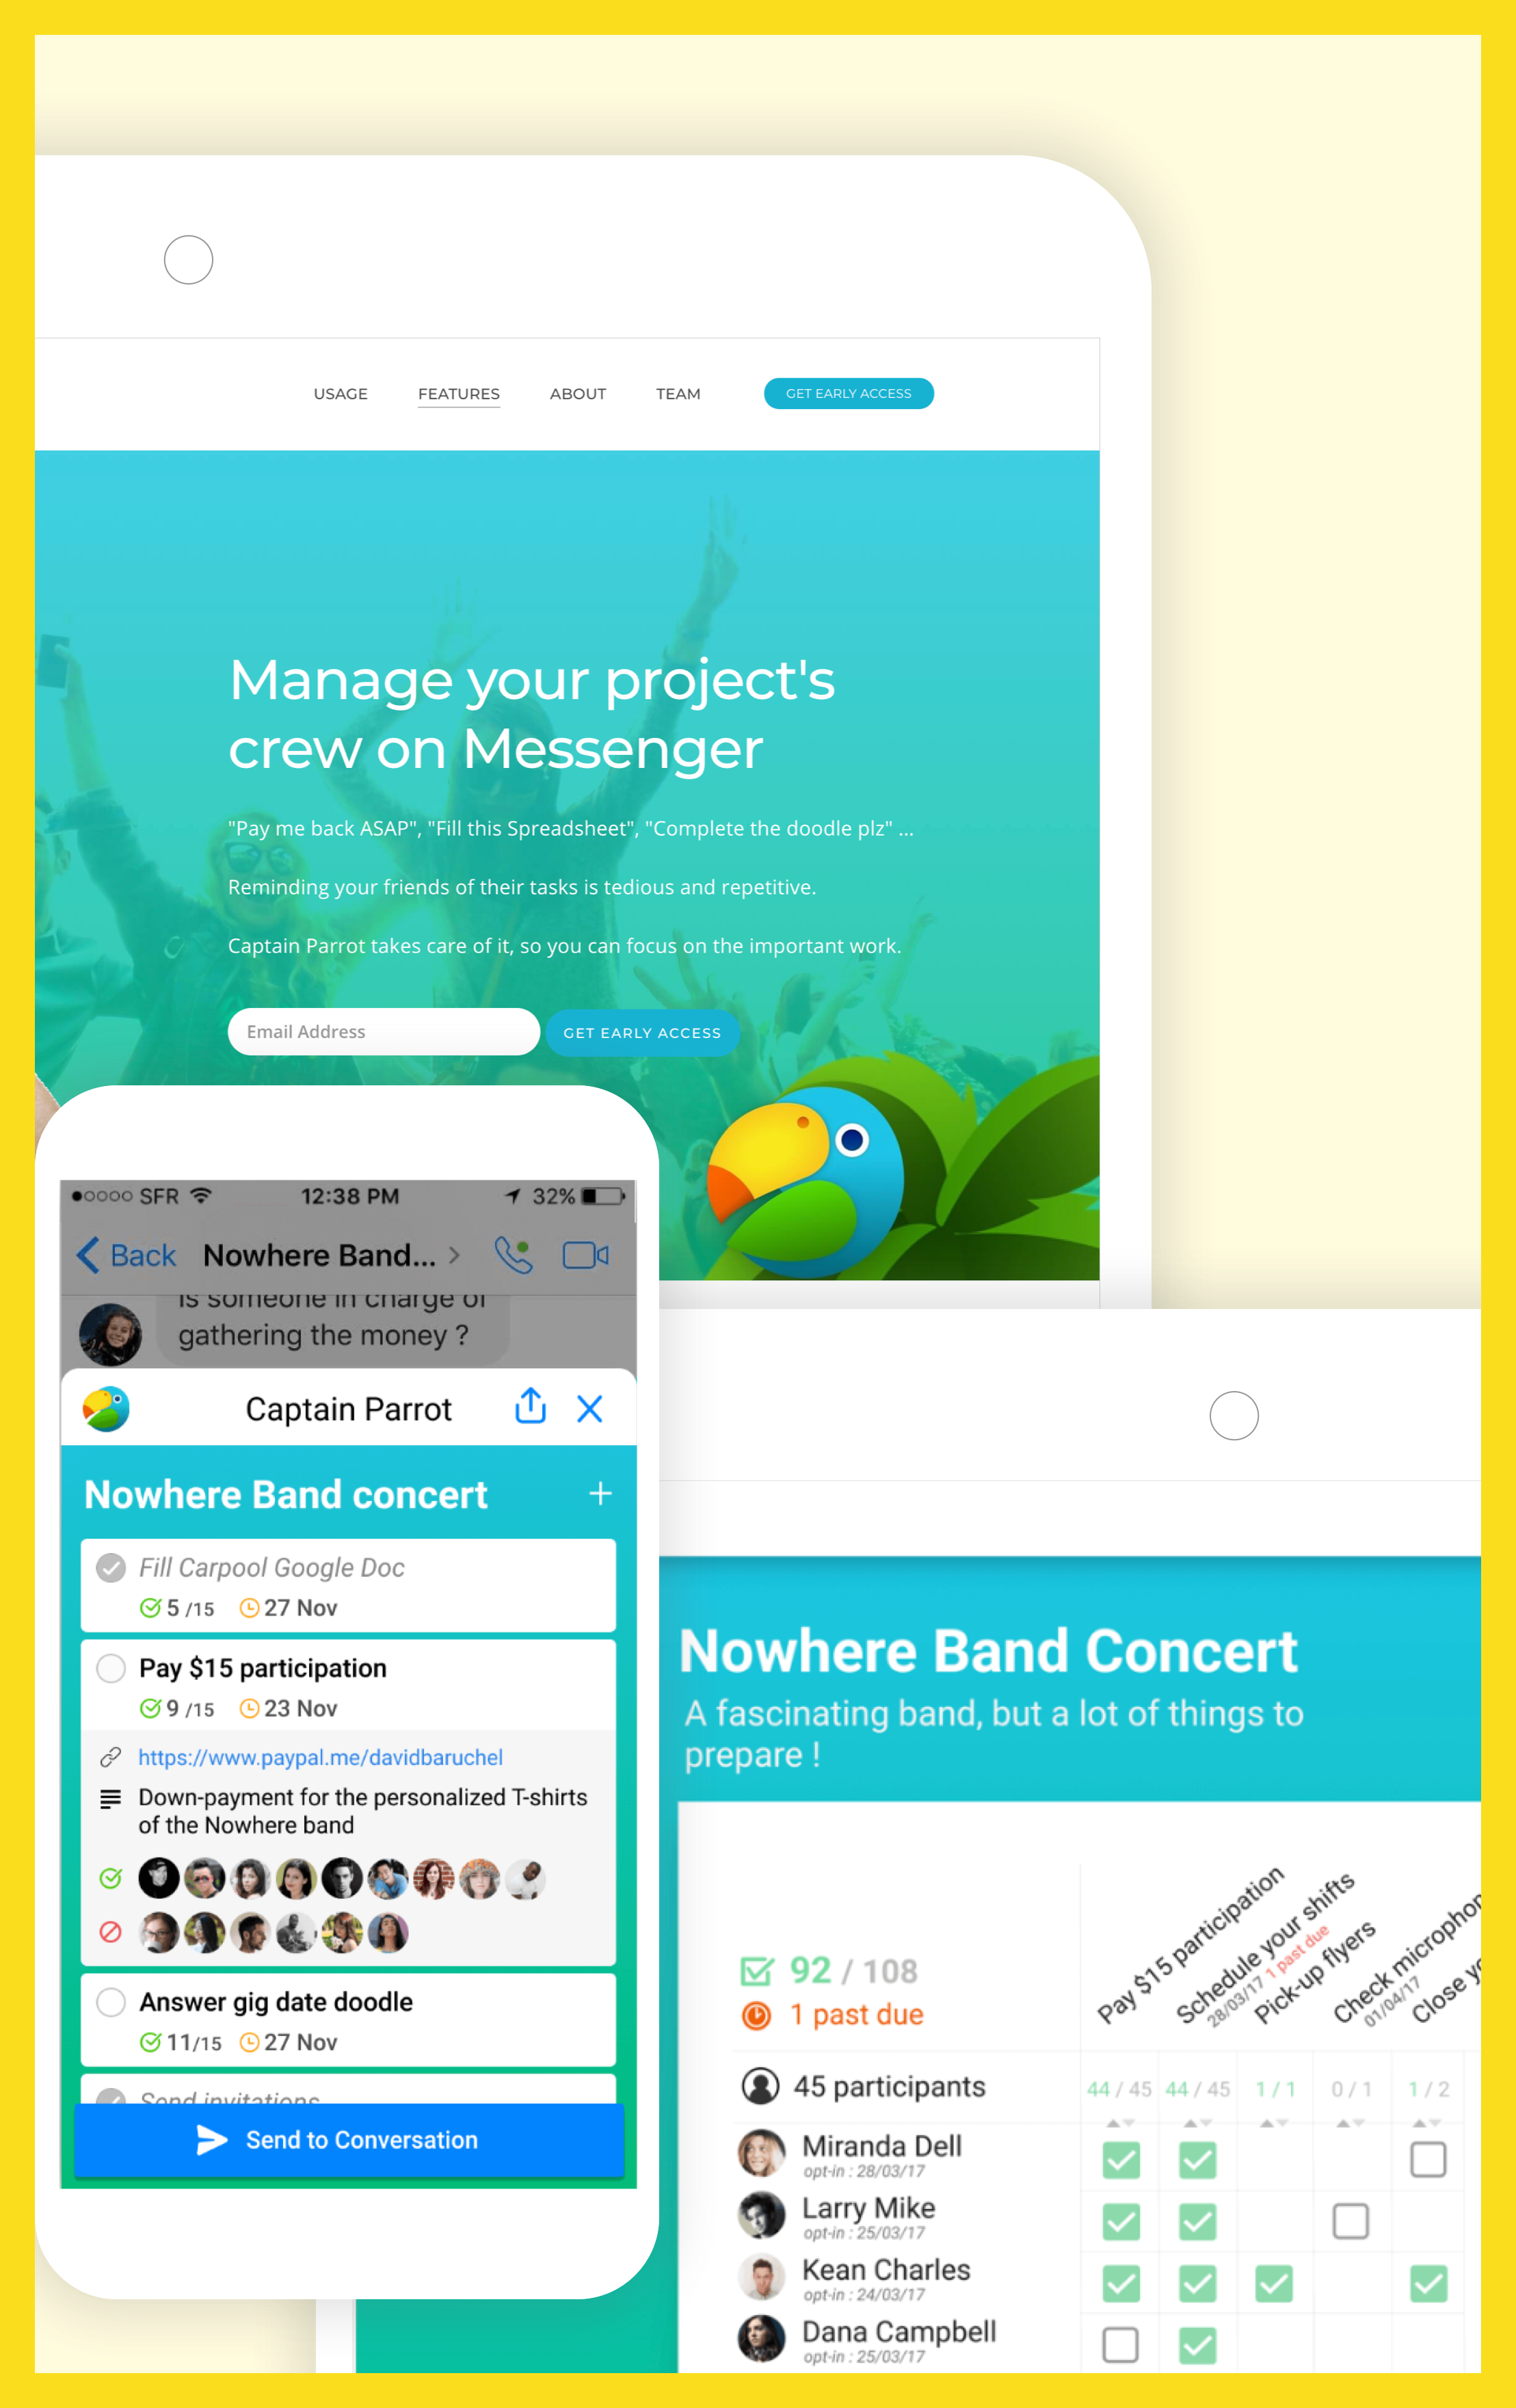 USAGE FEATURES ABOUT TEAM GET EARLY ACCESS
Manage your project's
crew on Messenger
"Pay me back ASAP", "Fill this Spreadsheet", "Complete the doodle plz" ...
Reminding your friends of their tasks is tedious and repetitive.
Captain Parrot takes care of it, so you can focus on the important work.
Email Address GET EARLY ACCESS
SFR 12:38 PM 32%
Back Nowhere Band... >
is someone in charge of
gathering the money ?
Captain Parrot
Nowhere Band concert +
Fill Carpool Google Doc
5 /15 27 Nov
Pay $15 participation
9 /15 23 Nov
https://www.paypal.me/davidbaruchel
Down-payment for the personalized T-shirts
of the Nowhere band
Answer gig date doodle
11/15 27 Nov
Send invitations
Send to Conversation
Nowhere Band Concert
A fascinating band, but a lot of things to
prepare !
Pay $15 participation
Schedule your shifts
28/03/17 1 past due
Pick-up flyers
Check microphon
01/04/17
Close
92 / 108
1 past due
45 participants 44 / 45 44 / 45 1 / 1 0 / 1 1 / 2
Miranda Dell
opt-in : 28/03/17
Larry Mike
opt-in : 25/03/17
Kean Charles
opt-in : 24/03/17
Dana Campbell
opt-in : 25/03/17